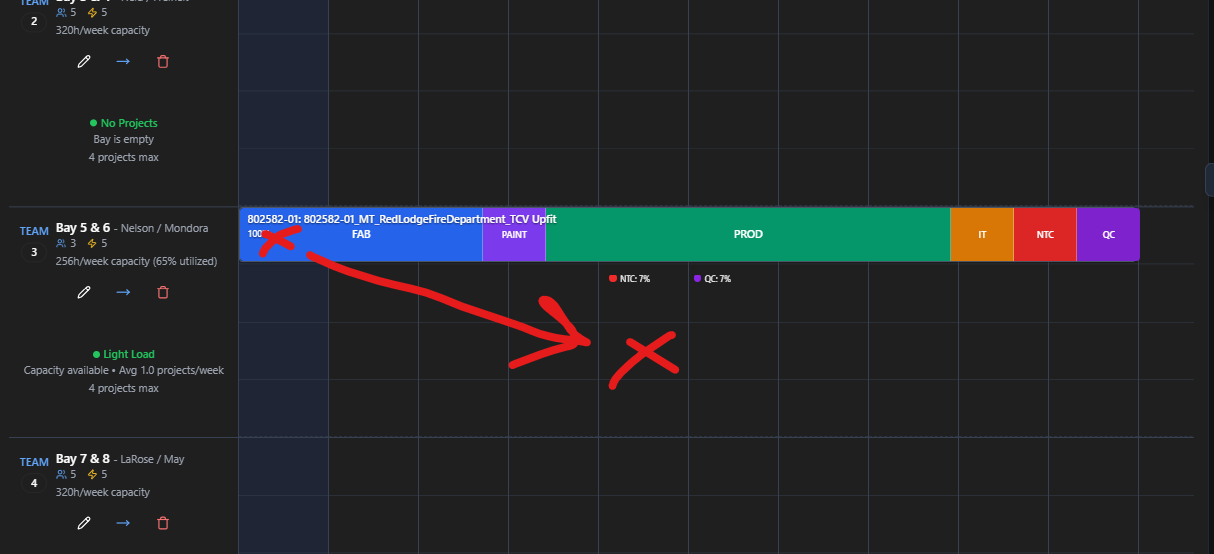 TEAM
2
5 5
320h/week capacity
No Projects
Bay is empty
4 projects max
TEAM
3
Bay 5 & 6 - Nelson / Mondora
3 5
256h/week capacity (65% utilized)
802582-01: 802582-01_MT_RedLodgeFireDepartment_TCV Upfit
FAB
PAINT
PROD
IT
NTC
QC
NTC: 7%
QC: 7%
Light Load
Capacity available • Avg 1.0 projects/week
4 projects max
TEAM
4
Bay 7 & 8 - LaRose / May
5 5
320h/week capacity